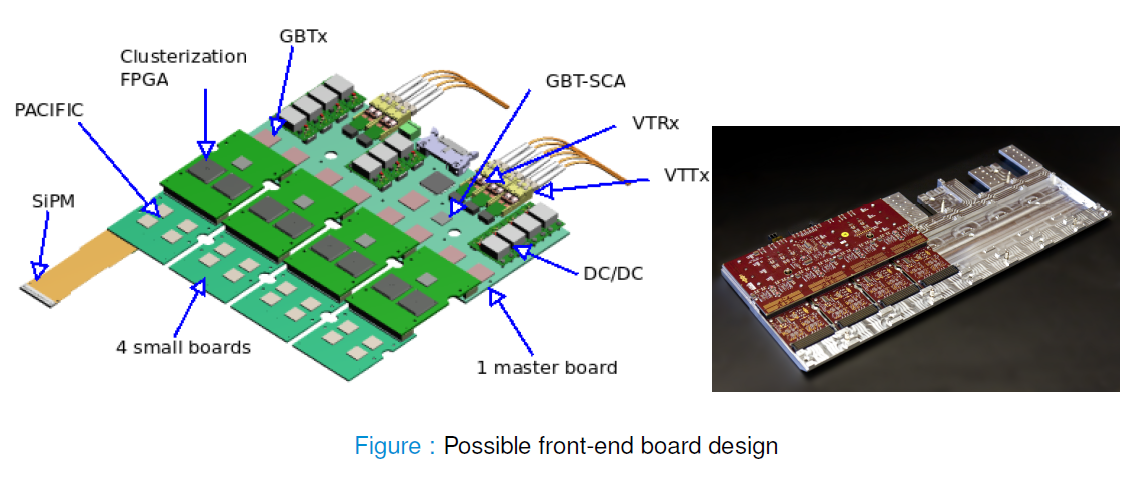 GBTx
Clusterization
FPGA
GBT-SCA
PACIFIC
VTRx
VTTx
SiPM
DC/DC
4 small boards
1 master board
Figure : Possible front-end board design